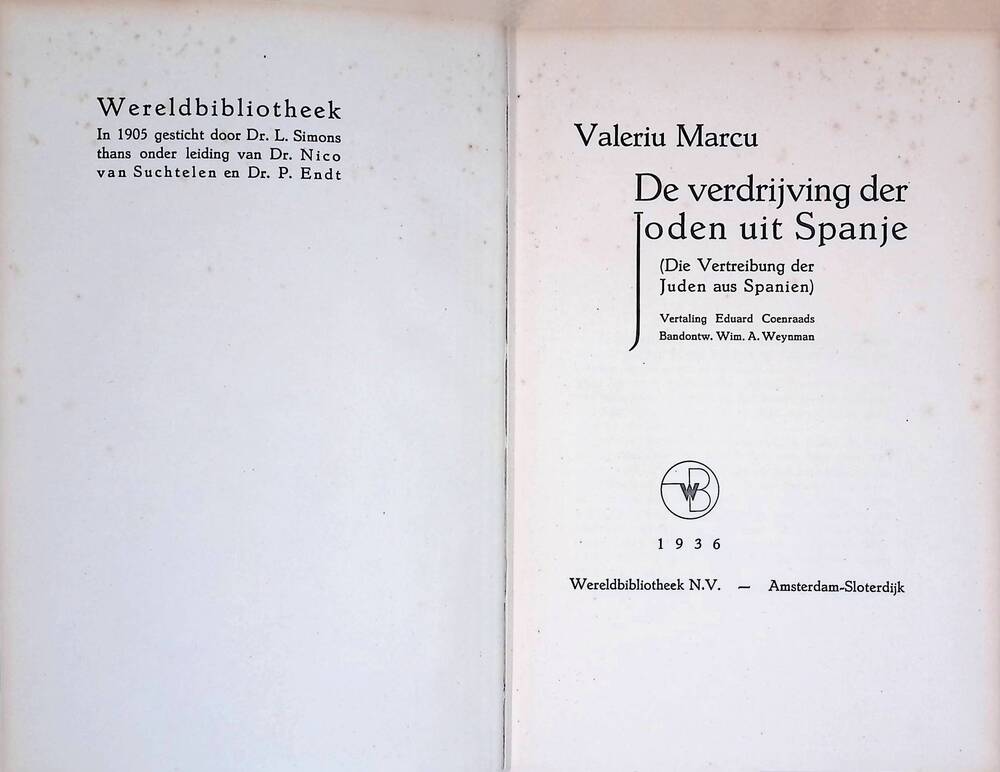 Wereldbibliotheek
In 1905 gesticht door Dr. L. Simons
thans onder leiding van Dr. Nico
van Suchtelen en Dr. P. Endt
Valeriu Marcu
De verdrijving der
Joden uit Spanje
(Die Vertreibung der
Juden aus Spanien)
Vertaling Eduard Coenraads
Bandontw. Wim. A. Weynman
WB
1936
Wereldbibliotheek N.V. — Amsterdam-Sloterdijk